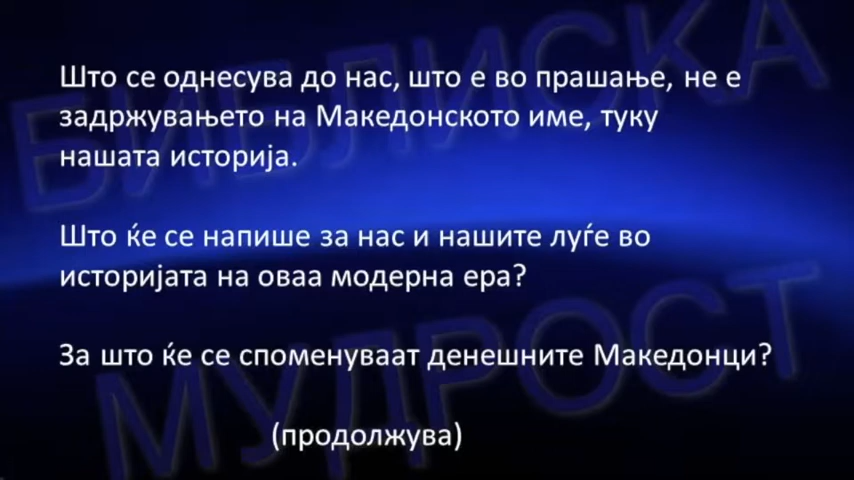 БИБЛИСКА
Што се однесува до нас, што е во прашање, не е
задржувањето на Македонското име, туку
нашата историја.
Што ќе се напише за нас и нашите луѓе во
историјата на оваа модерна ера?
За што ќе се споменуваат денешните Македонци?
МУДРОСТ
(продолжува)